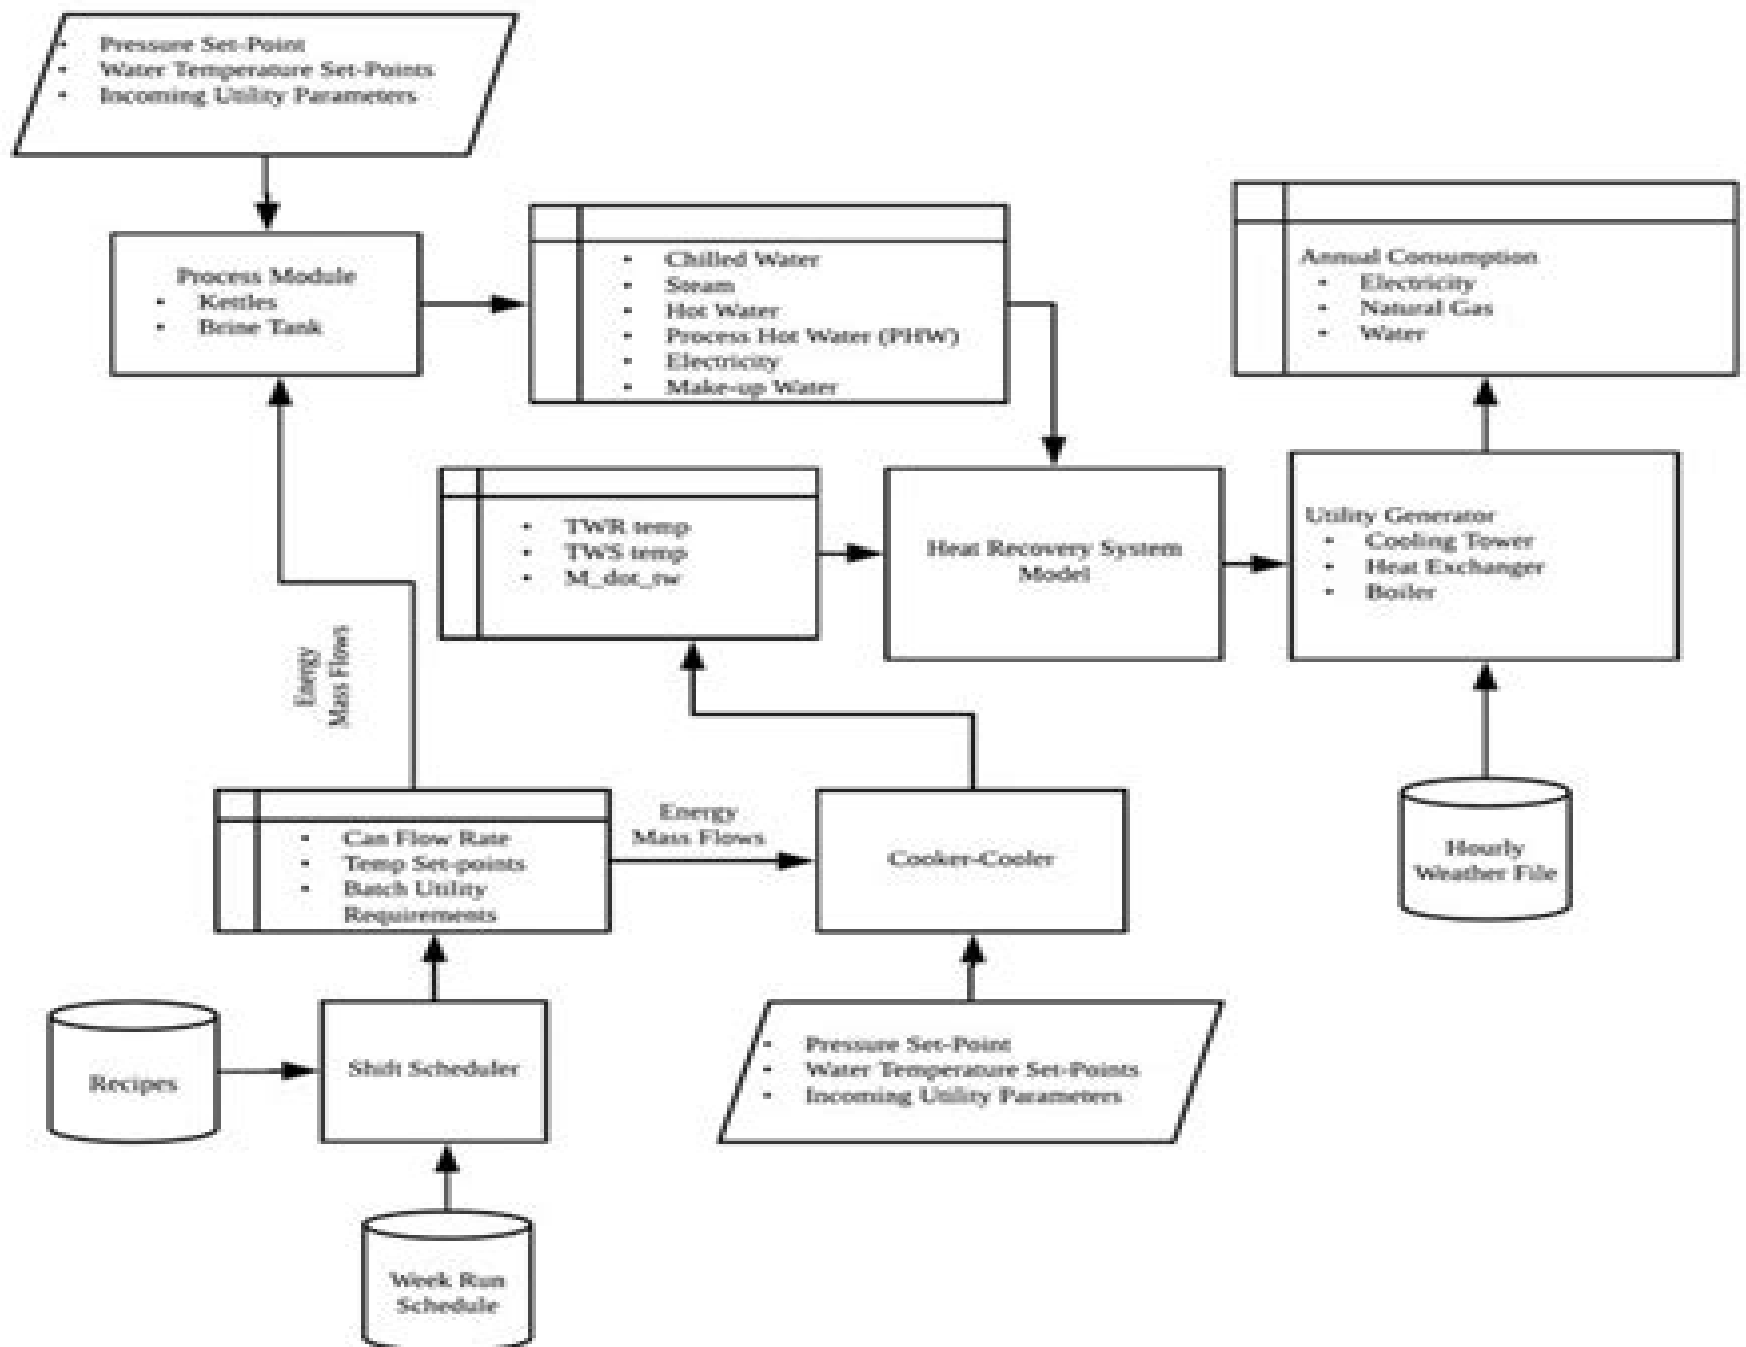 • Pressure Set-Point
• Water Temperature Set-Points
• Incoming Utility Parameters
Process Module
• Kettles
• Brine Tank
• Chilled Water
• Steam
• Hot Water
• Process Hot Water (PHW)
• Electricity
• Make-up Water
Annual Consumption
• Electricity
• Natural Gas
• Water
• TWR temp
• TWS temp
• M_dot_tw
Heat Recovery System
Model
Utility Generator
• Cooling Tower
• Heat Exchanger
• Boiler
Energy
Mass Flows
• Can Flow Rate
• Temp Set-points
• Batch Utility
Requirements
Energy
Mass Flows
Cooker-Cooler
Hourly
Weather File
Recipes
Shift Scheduler
• Pressure Set-Point
• Water Temperature Set-Points
• Incoming Utility Parameters
Week Run
Schedule